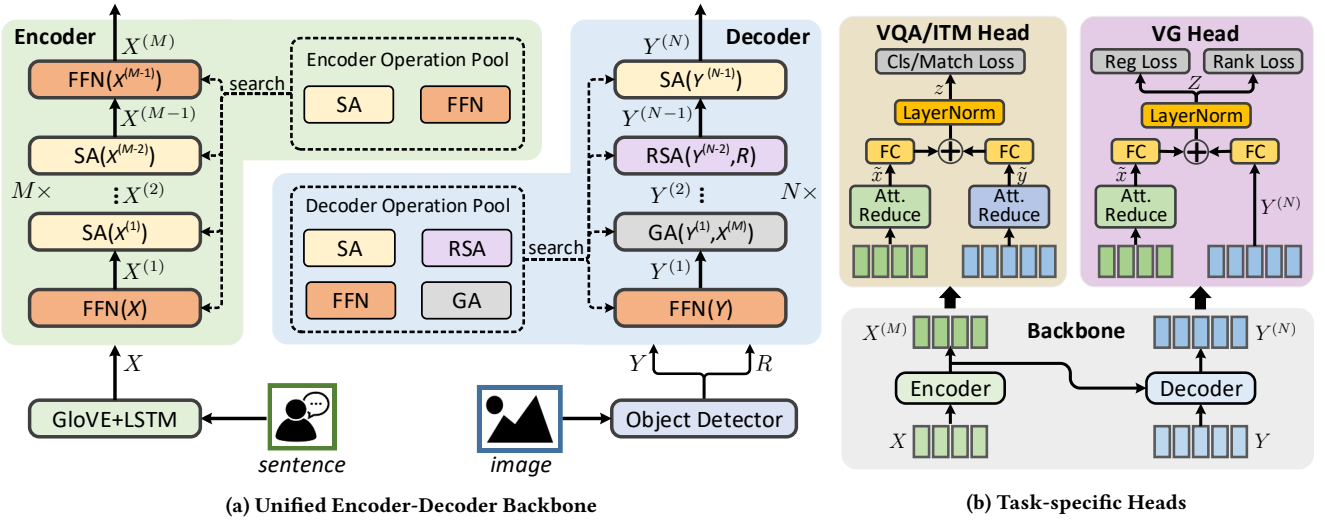 Encoder
X^{(M)}
FFN(X^{(M-1)})
X^{(M-1)}
SA(X^{(M-2)})
M×
⋮ X^{(2)}
SA(X^{(1)})
X^{(1)}
FFN(X)
X
GloVE+LSTM
sentence
search
Encoder Operation Pool
SA FFN
Decoder
Y^{(N)}
SA(Y^{(N-1)})
Y^{(N-1)}
RSA(Y^{(N-2)},R)
Y^{(2)} ⋮
N×
GA(Y^{(1)},X^{(M)})
Y^{(1)}
FFN(Y)
Decoder Operation Pool
SA RSA
FFN GA
search
Y R
Object Detector
image
(a) Unified Encoder-Decoder Backbone
VQA/ITM Head
Cls/Match Loss
z
LayerNorm
FC + FC
x̃ ỹ
Att.
Reduce
Att.
Reduce
VG Head
Reg Loss Rank Loss
Z
LayerNorm
FC + FC
x̃
Att.
Reduce
Y^{(N)}
Backbone
X^{(M)} Y^{(N)}
Encoder Decoder
X Y
(b) Task-specific Heads